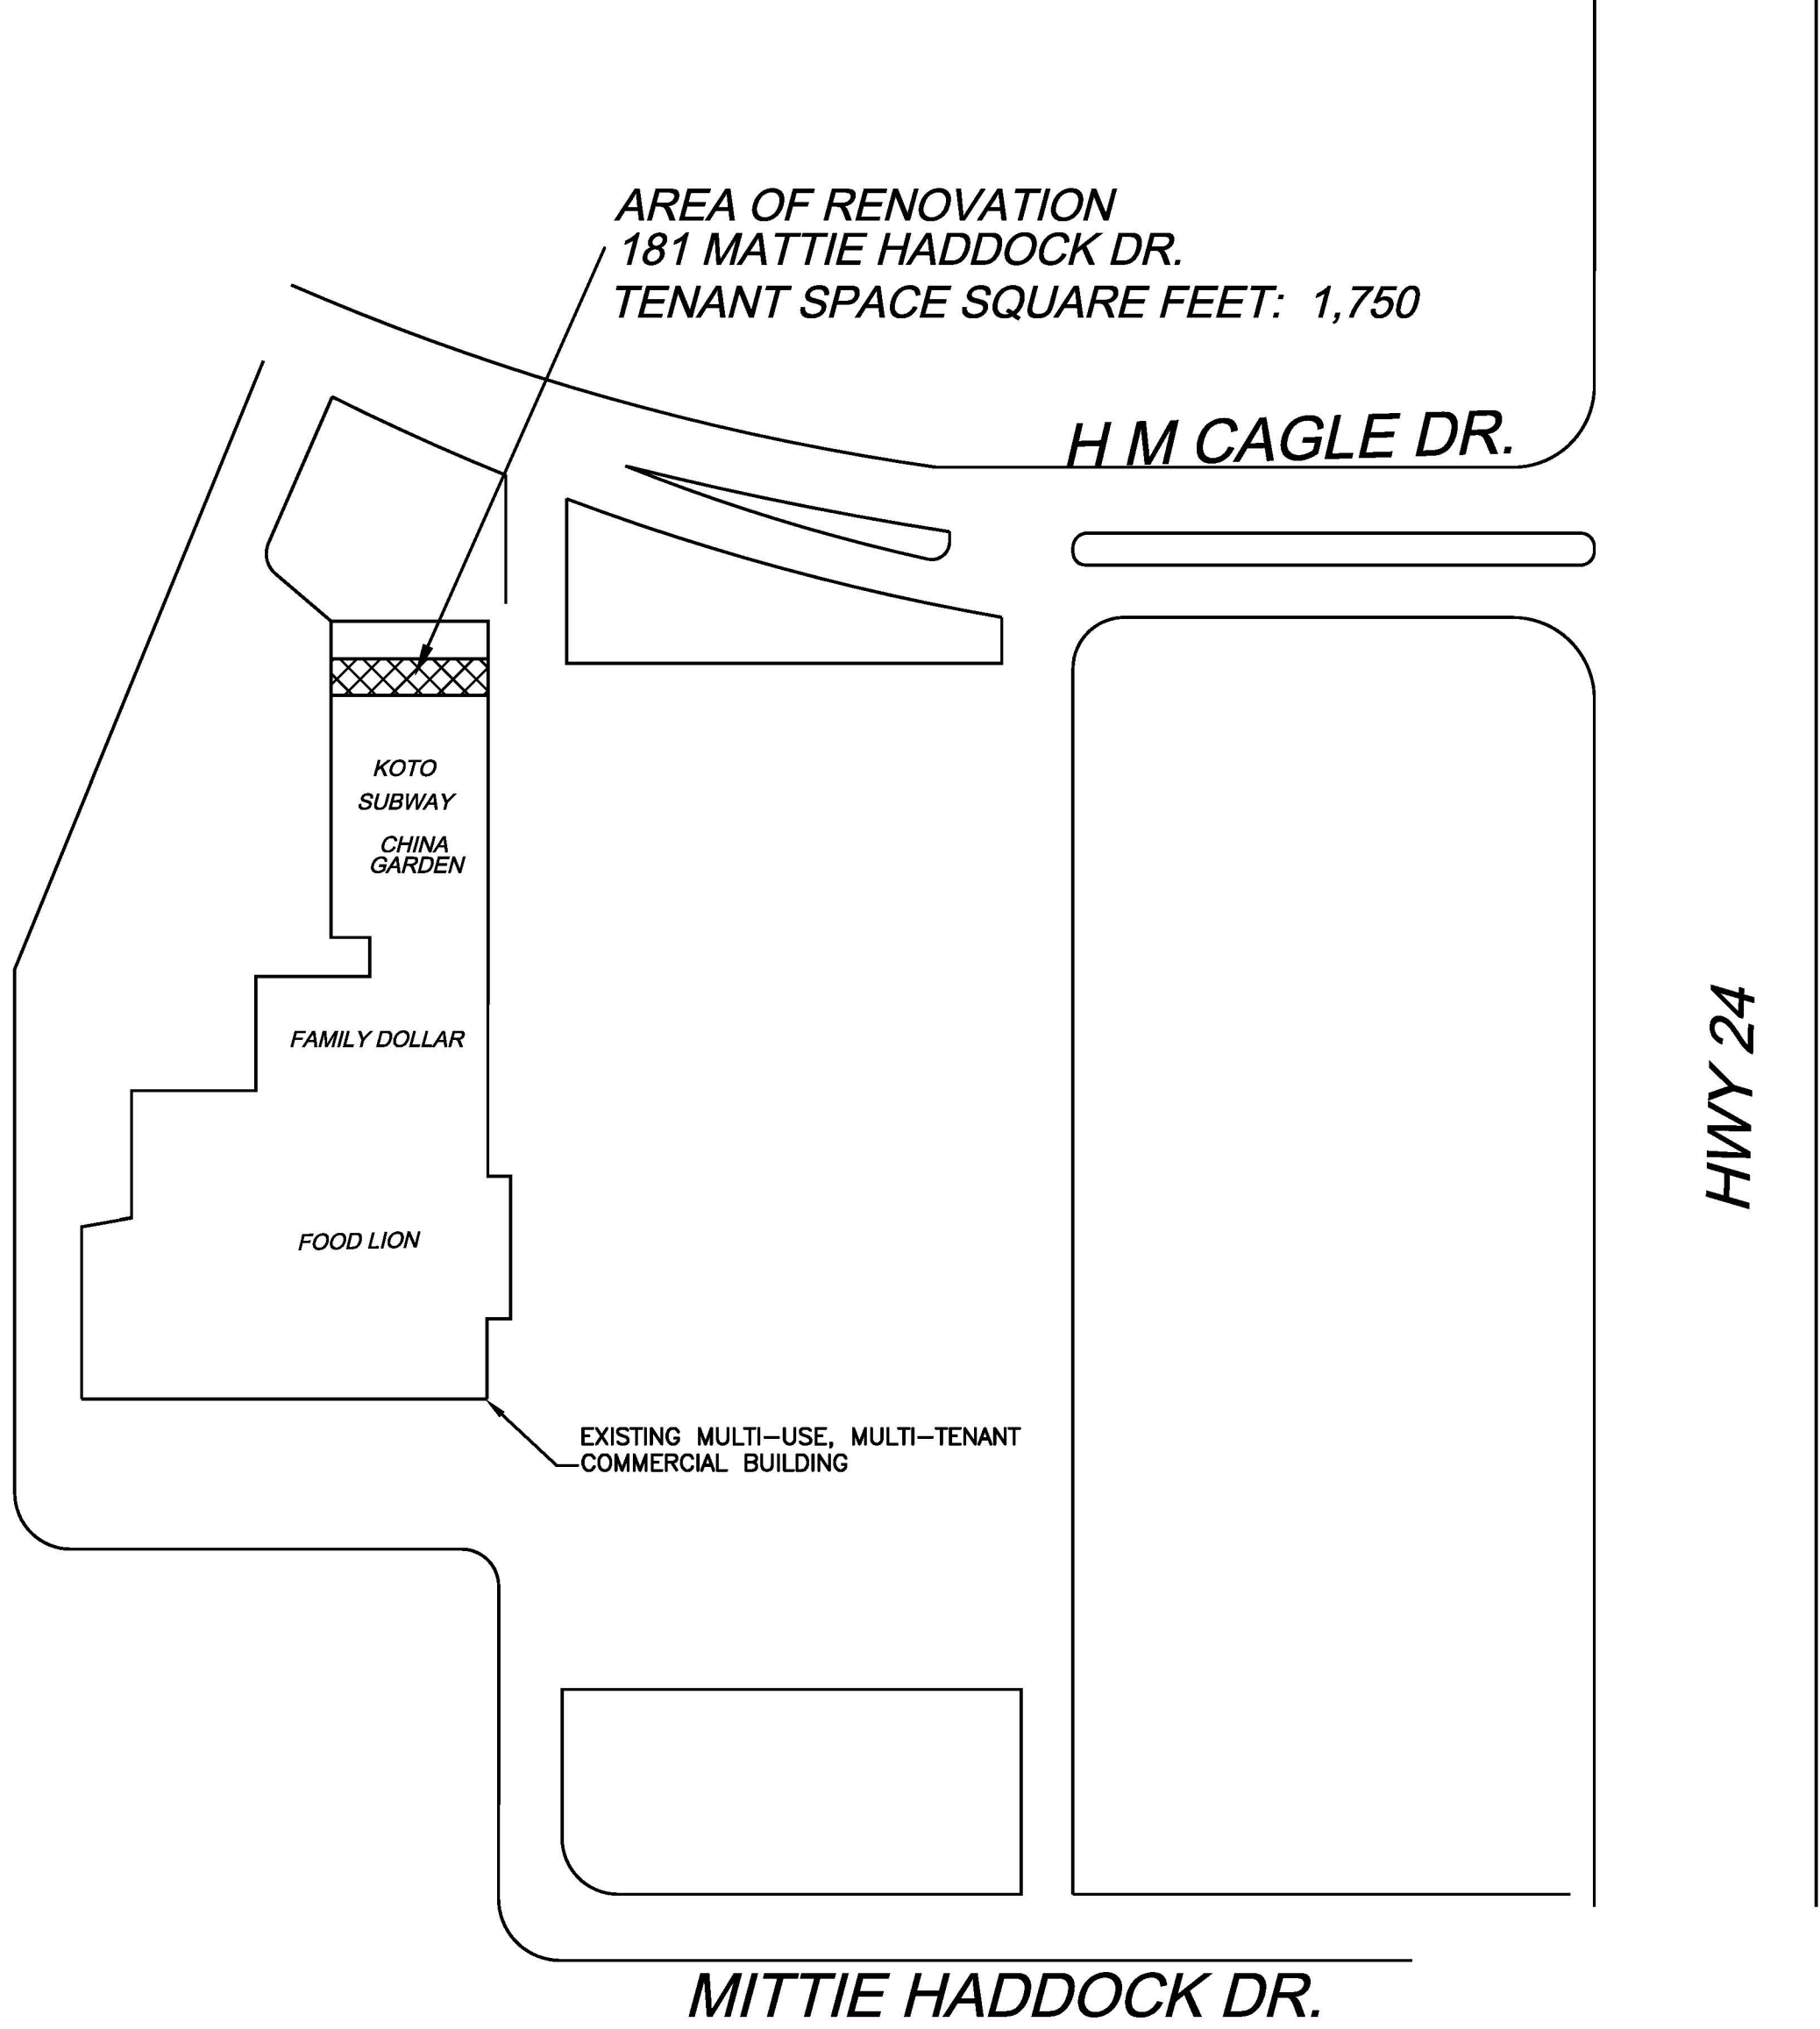 AREA OF RENOVATION
181 MATTIE HADDOCK DR.
TENANT SPACE SQUARE FEET: 1,750
H M CAGLE DR.
KOTO
SUBWAY
CHINA
GARDEN
FAMILY DOLLAR
HWY 24
FOOD LION
EXISTING MULTI-USE, MULTI-TENANT
COMMERCIAL BUILDING
MITTIE HADDOCK DR.